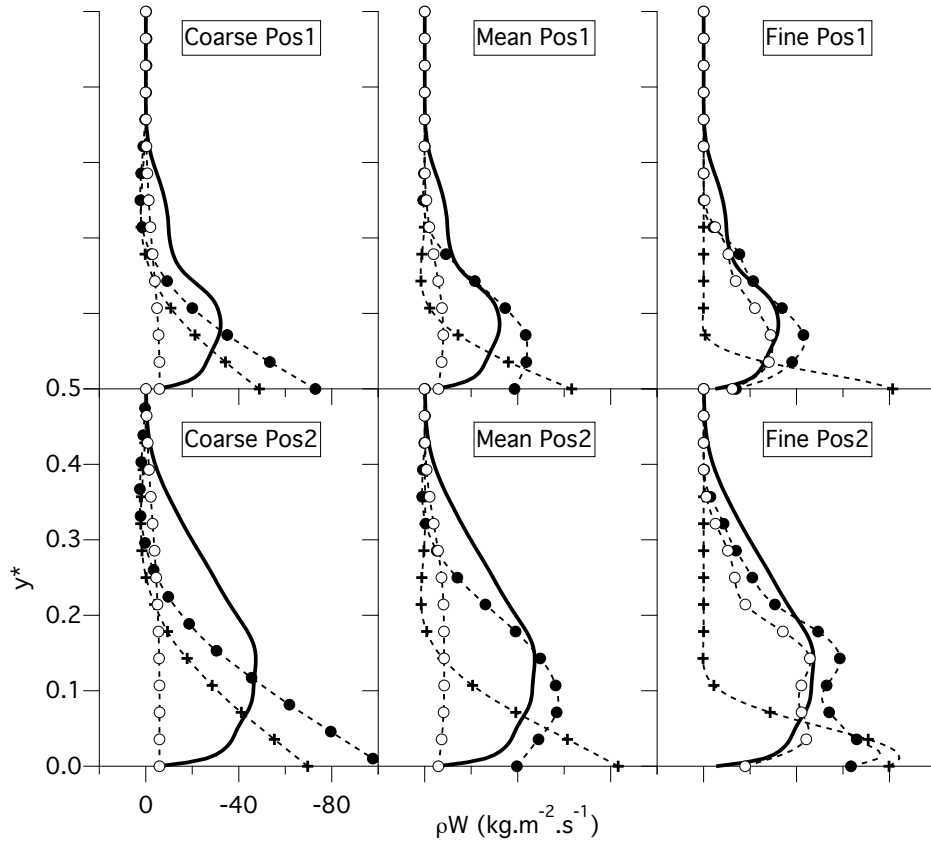 Coarse Pos1
Mean Pos1
Fine Pos1
0.5
Coarse Pos2
Mean Pos2
Fine Pos2
0.4
0.3
y*
0.2
0.1
0.0
0
-40
-80
ρW (kg.m⁻².s⁻¹)